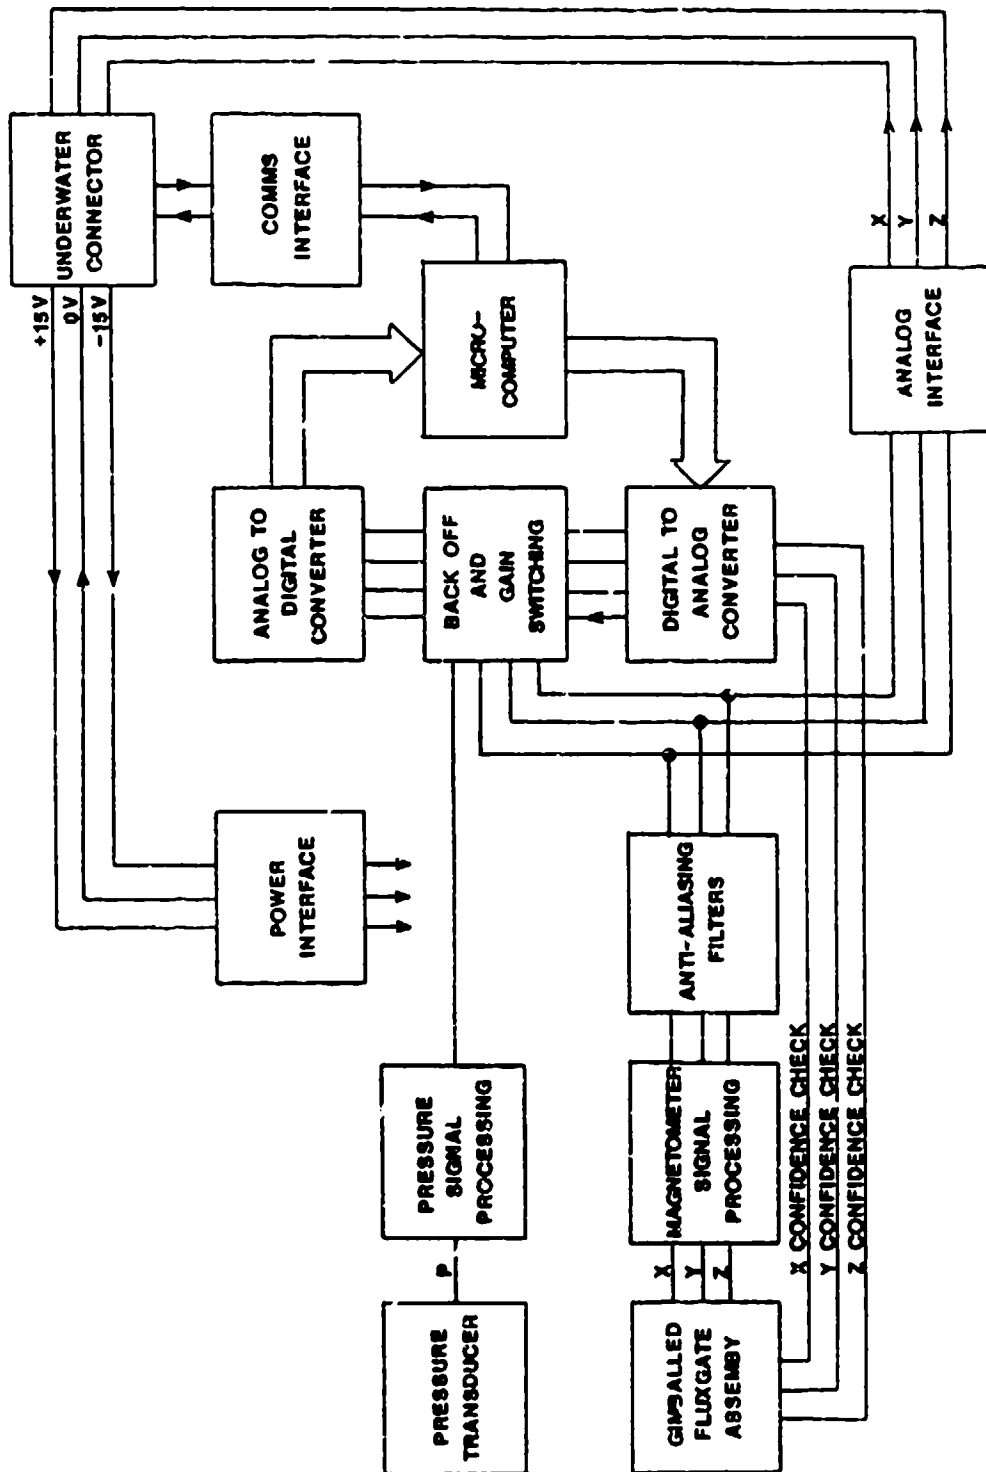 PRESSURE
TRANSDUCER
P
PRESSURE
SIGNAL
PROCESSING
POWER
INTERFACE
+15V
0V
-15V
UNDERWATER
CONNECTOR
COMMS
INTERFACE
ANALOG TO
DIGITAL
CONVERTER
MICRO-
COMPUTER
BACK OFF
AND
GAIN
SWITCHING
DIGITAL TO
ANALOG
CONVERTER
GIMBALLED
FLUXGATE
ASSEMBY
X
Y
Z
MAGNETOMETER
SIGNAL
PROCESSING
ANTI-ALIASING
FILTERS
X CONFIDENCE CHECK
Y CONFIDENCE CHECK
Z CONFIDENCE CHECK
ANALOG
INTERFACE
X
Y
Z